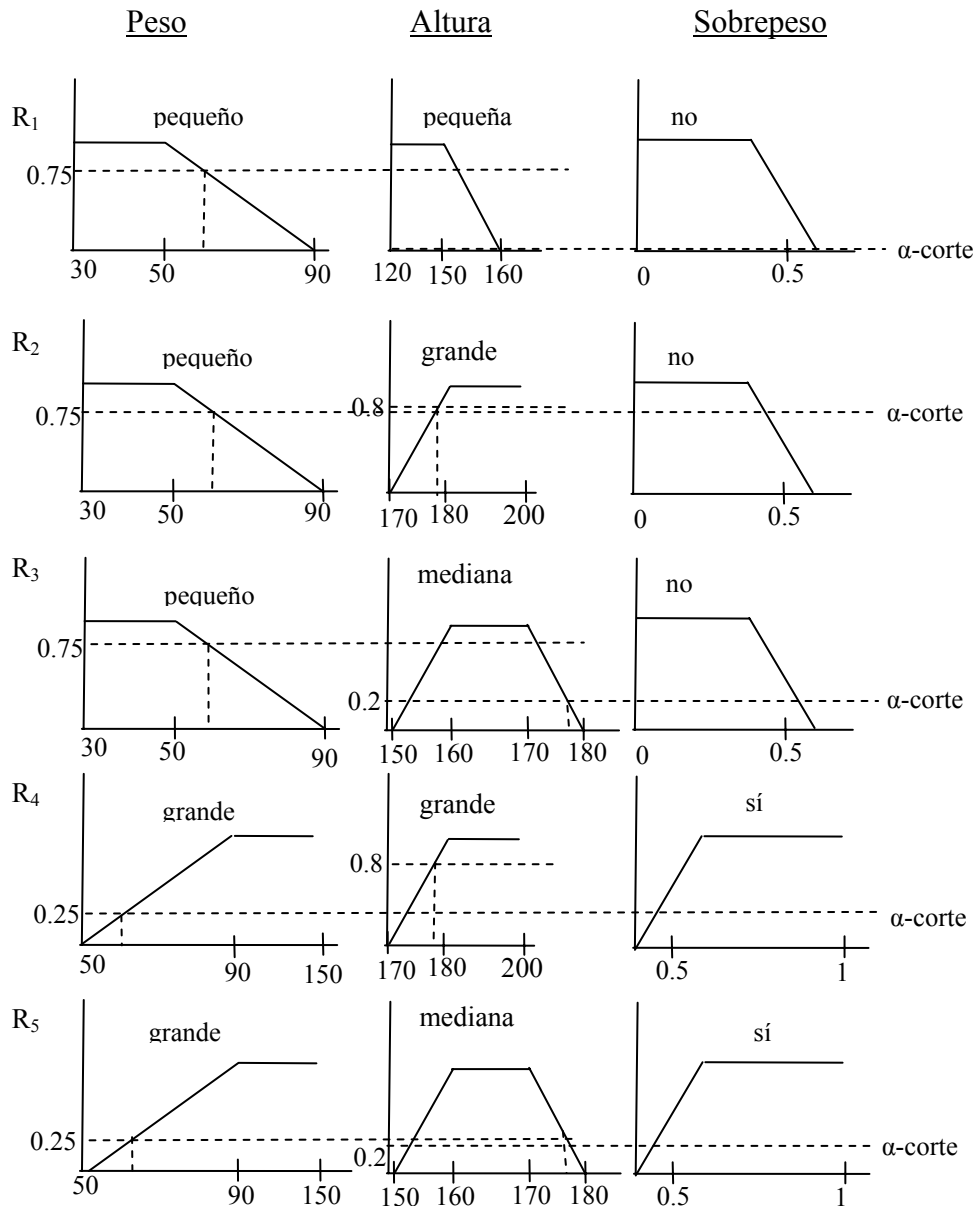 Peso Altura Sobrepeso
R1 pequeño pequeña no
0.75
α-corte
30 50 90 120 150 160 0 0.5
R2 pequeño grande no
0.75 0.8 α-corte
30 50 90 170 180 200 0 0.5
R3 pequeño mediana no
0.75
0.2 α-corte
30 50 90 150 160 170 180 0 0.5
R4 grande grande sí
0.8
0.25 α-corte
50 90 150 170 180 200 0.5 1
R5 grande mediana sí
0.25 α-corte
0.2
50 90 150 150 160 170 180 0.5 1